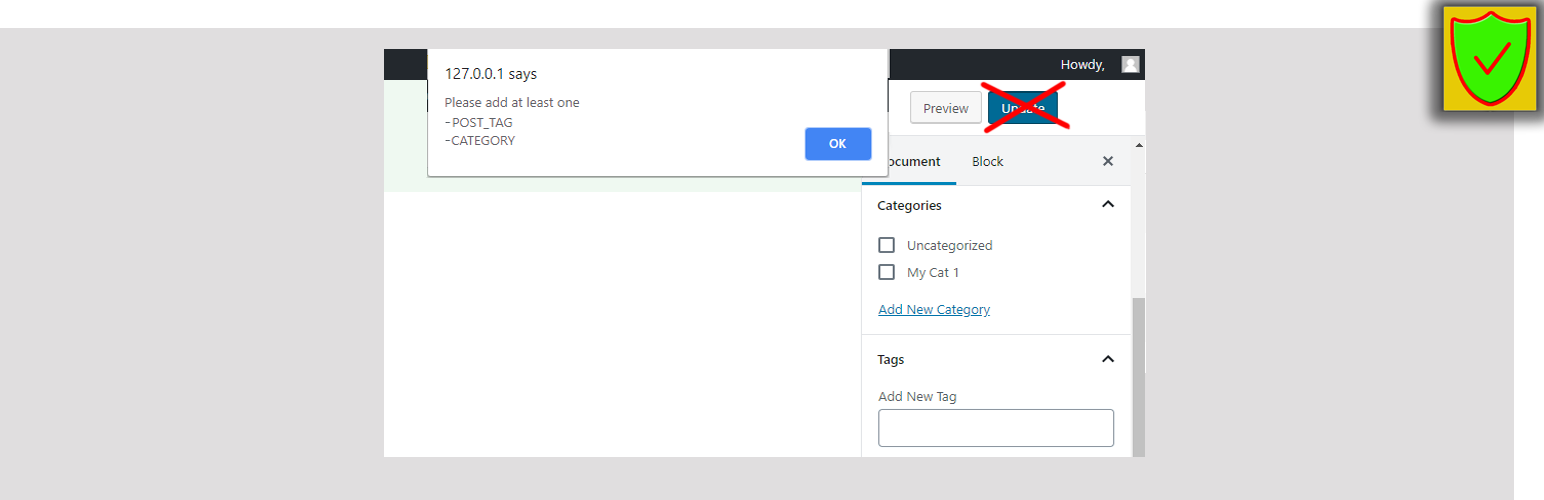 127.0.0.1 says
Please add at least one
-POST_TAG
-CATEGORY
OK
Howdy,
Preview
Update
ocument
Block
Categories
Uncategorized
My Cat 1
Add New Category
Tags
Add New Tag